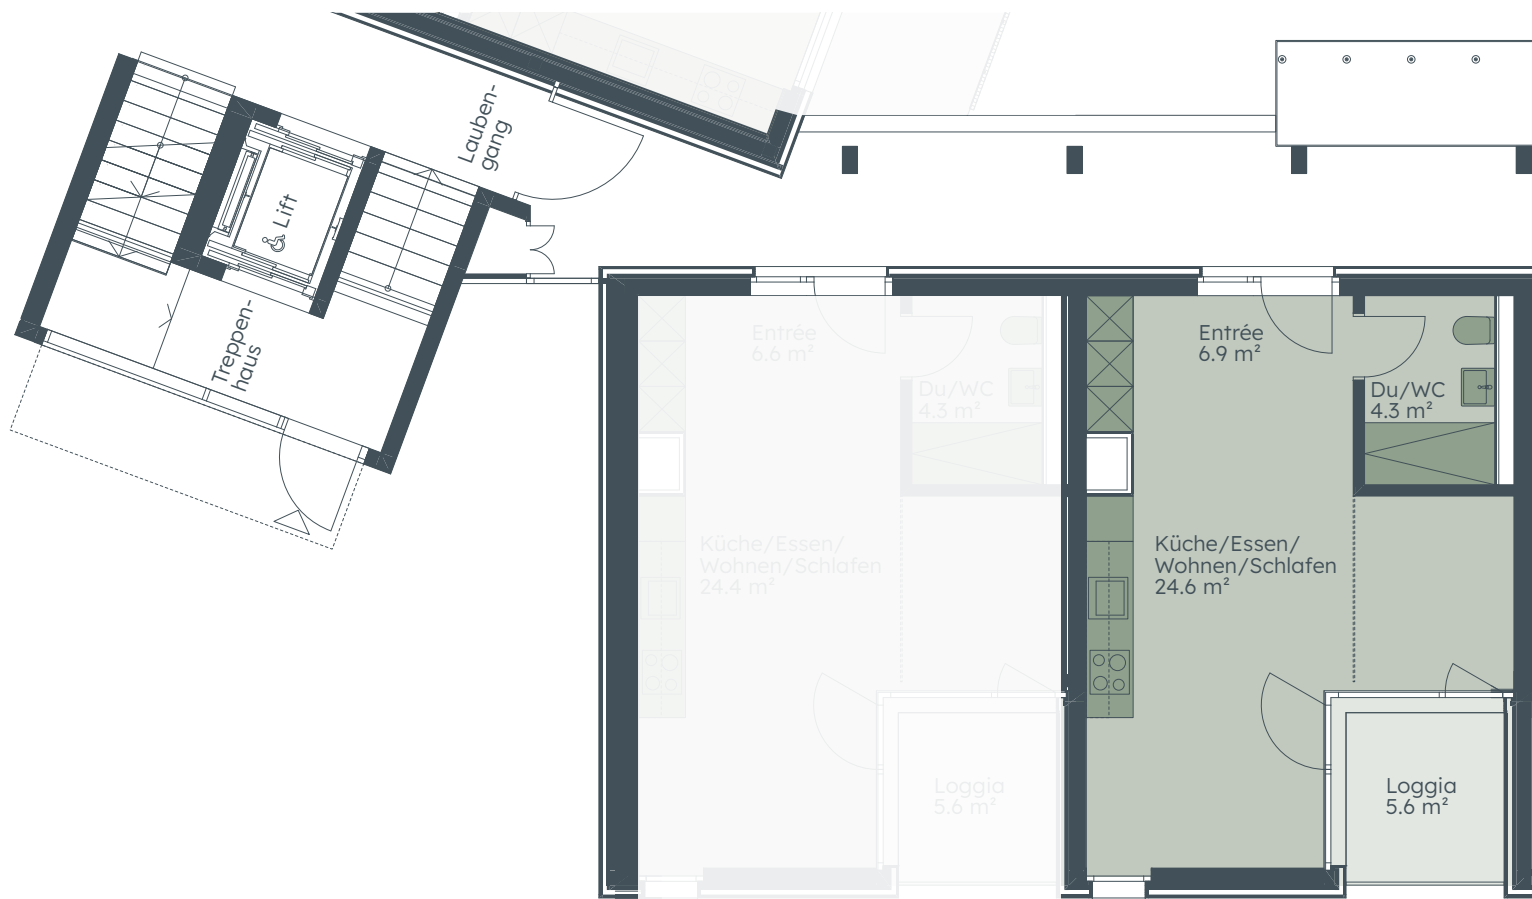 Lauben-
gang
Lift
Treppen-
haus
Entrée
6.6 m²
Du/WC
4.3 m²
Küche/Essen/
Wohnen/Schlafen
24.4 m²
Loggia
5.6 m²
Entrée
6.9 m²
Du/WC
4.3 m²
Küche/Essen/
Wohnen/Schlafen
24.6 m²
Loggia
5.6 m²